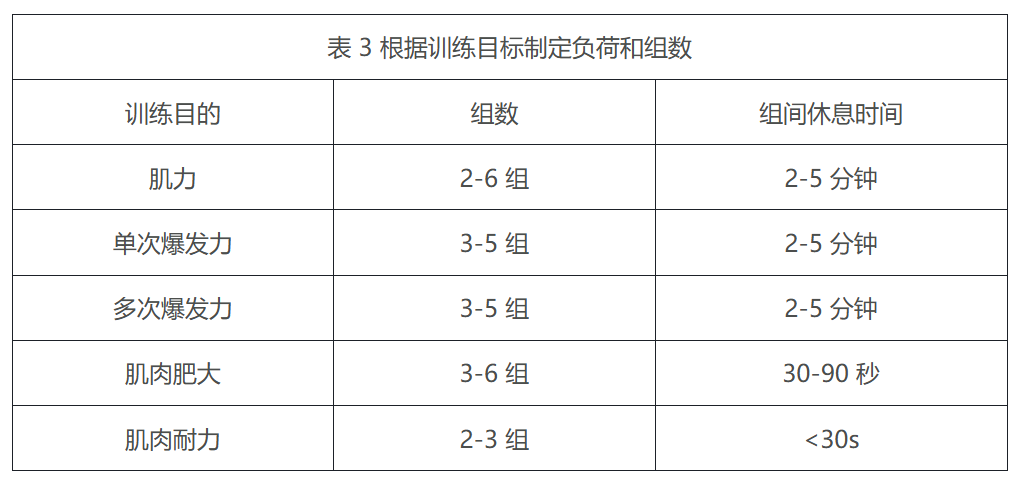 表 3 根据训练目标制定负荷和组数
训练目的 组数 组间休息时间
肌力 2-6 组 2-5 分钟
单次爆发力 3-5 组 2-5 分钟
多次爆发力 3-5 组 2-5 分钟
肌肉肥大 3-6 组 30-90 秒
肌肉耐力 2-3 组 <30s